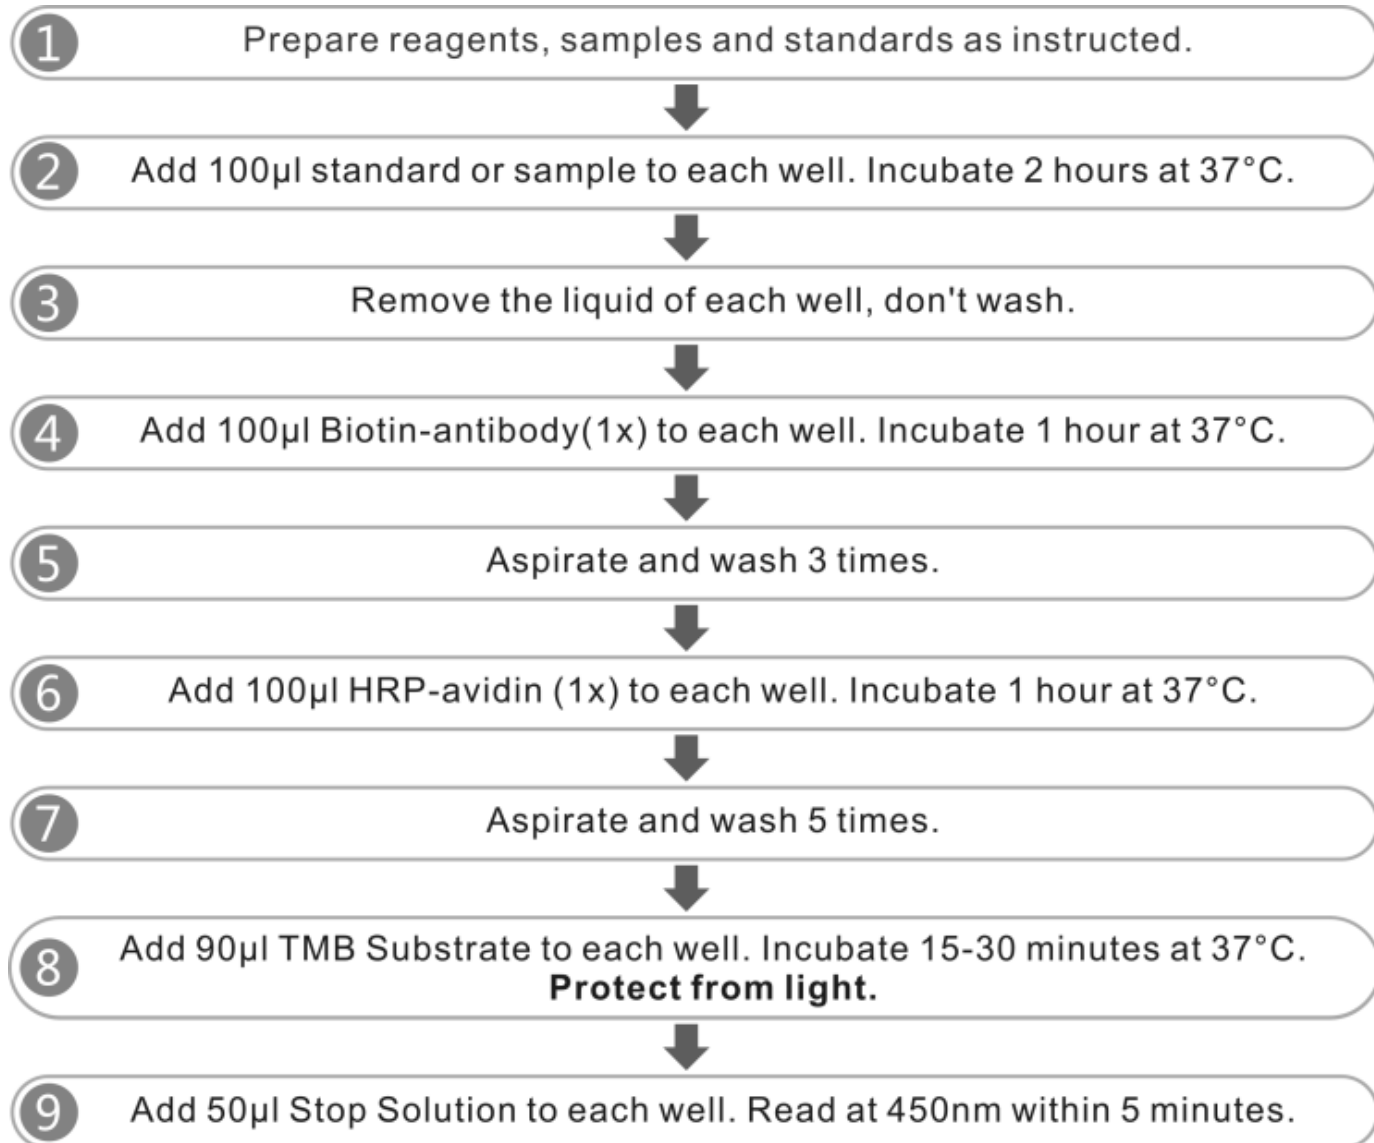 1 Prepare reagents, samples and standards as instructed.
2 Add 100μl standard or sample to each well. Incubate 2 hours at 37°C.
3 Remove the liquid of each well, don't wash.
4 Add 100μl Biotin-antibody(1x) to each well. Incubate 1 hour at 37°C.
5 Aspirate and wash 3 times.
6 Add 100μl HRP-avidin (1x) to each well. Incubate 1 hour at 37°C.
7 Aspirate and wash 5 times.
8 Add 90μl TMB Substrate to each well. Incubate 15-30 minutes at 37°C.
Protect from light.
9 Add 50μl Stop Solution to each well. Read at 450nm within 5 minutes.